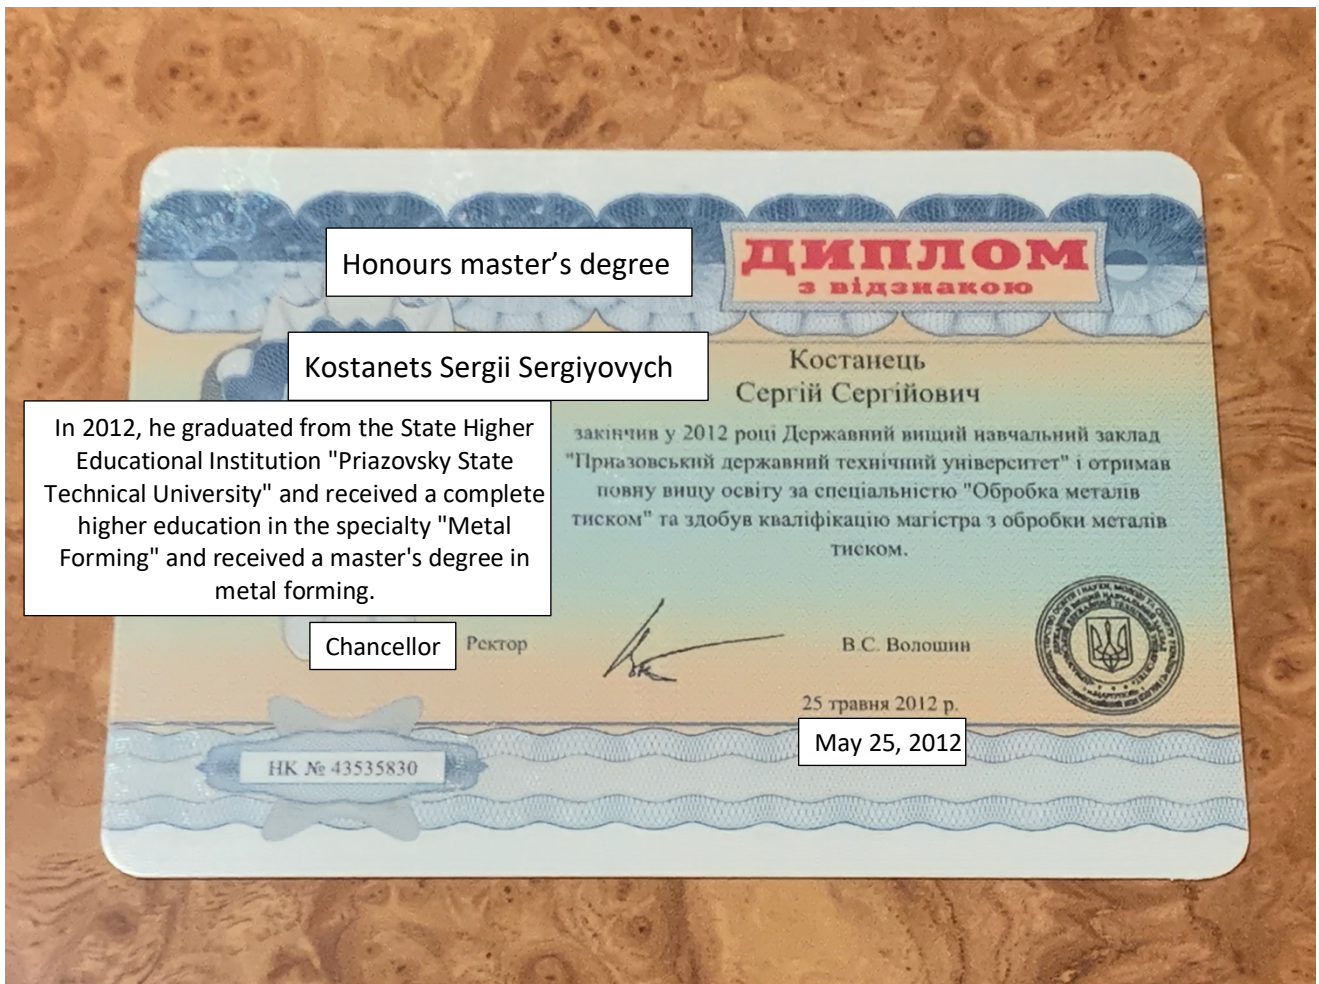 Honours master's degree
ДИПЛОМ
з відзнакою
Kostanets Sergii Sergiyovych
Костанець
Сергій Сергійович
In 2012, he graduated from the State Higher
Educational Institution "Priazovsky State
Technical University" and received a complete
higher education in the specialty "Metal
Forming" and received a master's degree in
metal forming.
закінчив у 2012 році Державний вищий навчальний заклад
"Приазовський державний технічний університет" і отримав
повну вищу освіту за спеціальністю "Обробка металів
тиском" та здобув кваліфікацію магістра з обробки металів
тиском.
Chancellor
Ректор
В.С. Волошин
25 травня 2012 р.
May 25, 2012
НК № 43535830